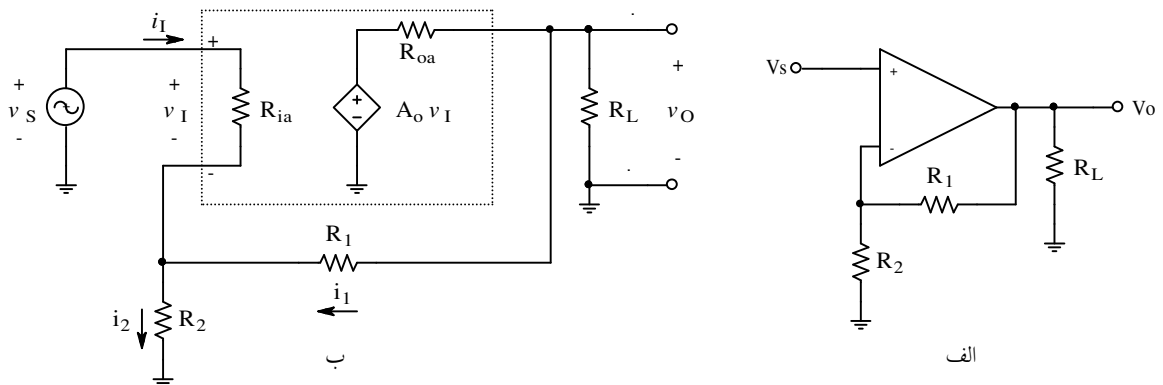 i_I
+
v_S
-
+
v_I
-
+
-
R_ia
R_oa
+
-
A_o v_I
R_L
+
v_O
-
R_1
i_1
i_2
R_2
ب
Vs
+
-
Vo
R_1
R_L
R_2
الف